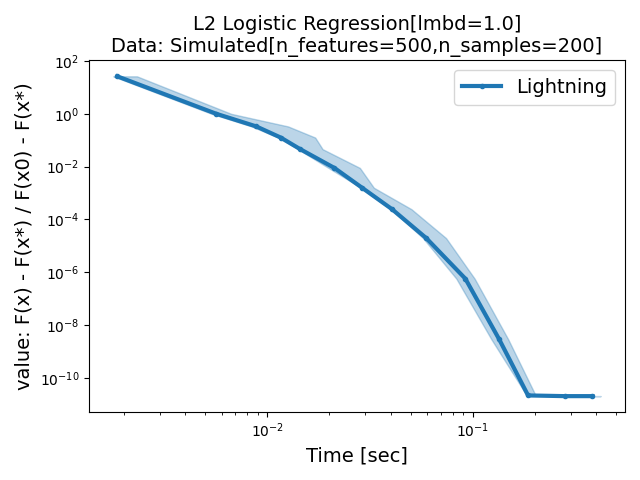 L2 Logistic Regression[lmbd=1.0]
Data: Simulated[n_features=500,n_samples=200]
Lightning
value: F(x) - F(x*) / F(x0) - F(x*)
10^2
10^0
10^-2
10^-4
10^-6
10^-8
10^-10
10^-2
10^-1
Time [sec]